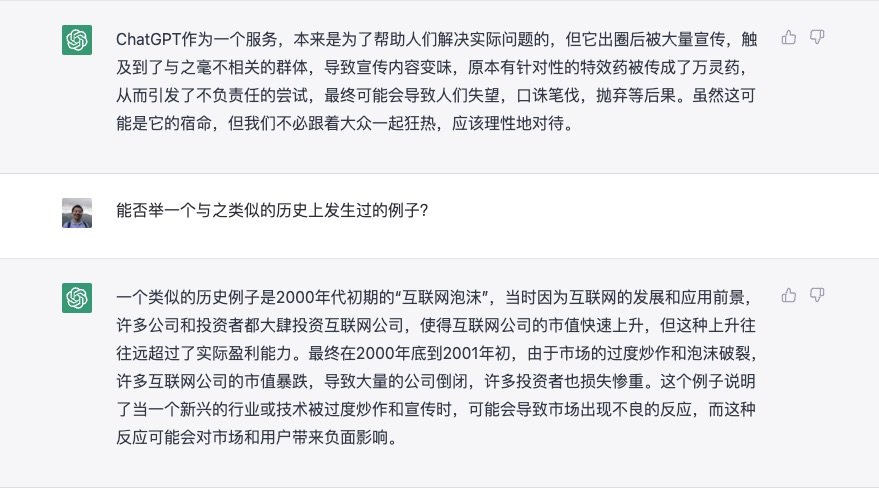 ChatGPT作为一个服务，本来是为了帮助人们解决实际问题的，但它出圈后被大量宣传，触
及到了与之毫不相关的群体，导致宣传内容变味，原本有针对性的特效药被传成了万灵药，
从而引发了不负责任的尝试，最终可能会导致人们失望，口诛笔伐，抛弃等后果。虽然这可
能是它的宿命，但我们不必跟着大众一起狂热，应该理性地对待。
能否举一个与之类似的历史上发生过的例子?
一个类似的历史例子是2000年代初期的“互联网泡沫”，当时因为互联网的发展和应用前景，
许多公司和投资者都大肆投资互联网公司，使得互联网公司的市值快速上升，但这种上升往
往远超过了实际盈利能力。最终在2000年底到2001年初，由于市场的过度炒作和泡沫破裂，
许多互联网公司的市值暴跌，导致大量的公司倒闭，许多投资者也损失惨重。这个例子说明
了当一个新兴的行业或技术被过度炒作和宣传时，可能会导致市场出现不良的反应，而这种
反应可能会对市场和用户带来负面影响。